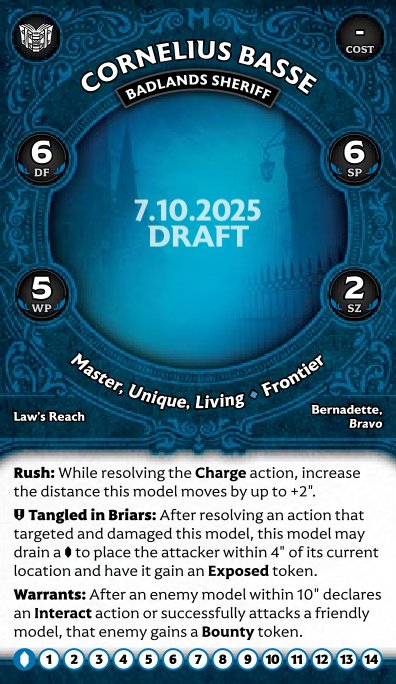 -
COST
CORNELIUS BASSE
BADLANDS SHERIFF
6
DF
6
SP
7.10.2025
DRAFT
5
WP
2
SZ
Master, Unique, Living ♦ Frontier
Law's Reach
Bernadette,
Bravo
Rush: While resolving the Charge action, increase
the distance this model moves by up to +2".
Tangled in Briars: After resolving an action that
targeted and damaged this model, this model may
drain a to place the attacker within 4" of its current
location and have it gain an Exposed token.
Warrants: After an enemy model within 10" declares
an Interact action or successfully attacks a friendly
model, that enemy gains a Bounty token.
1 2 3 4 5 6 7 8 9 10 11 12 13 14